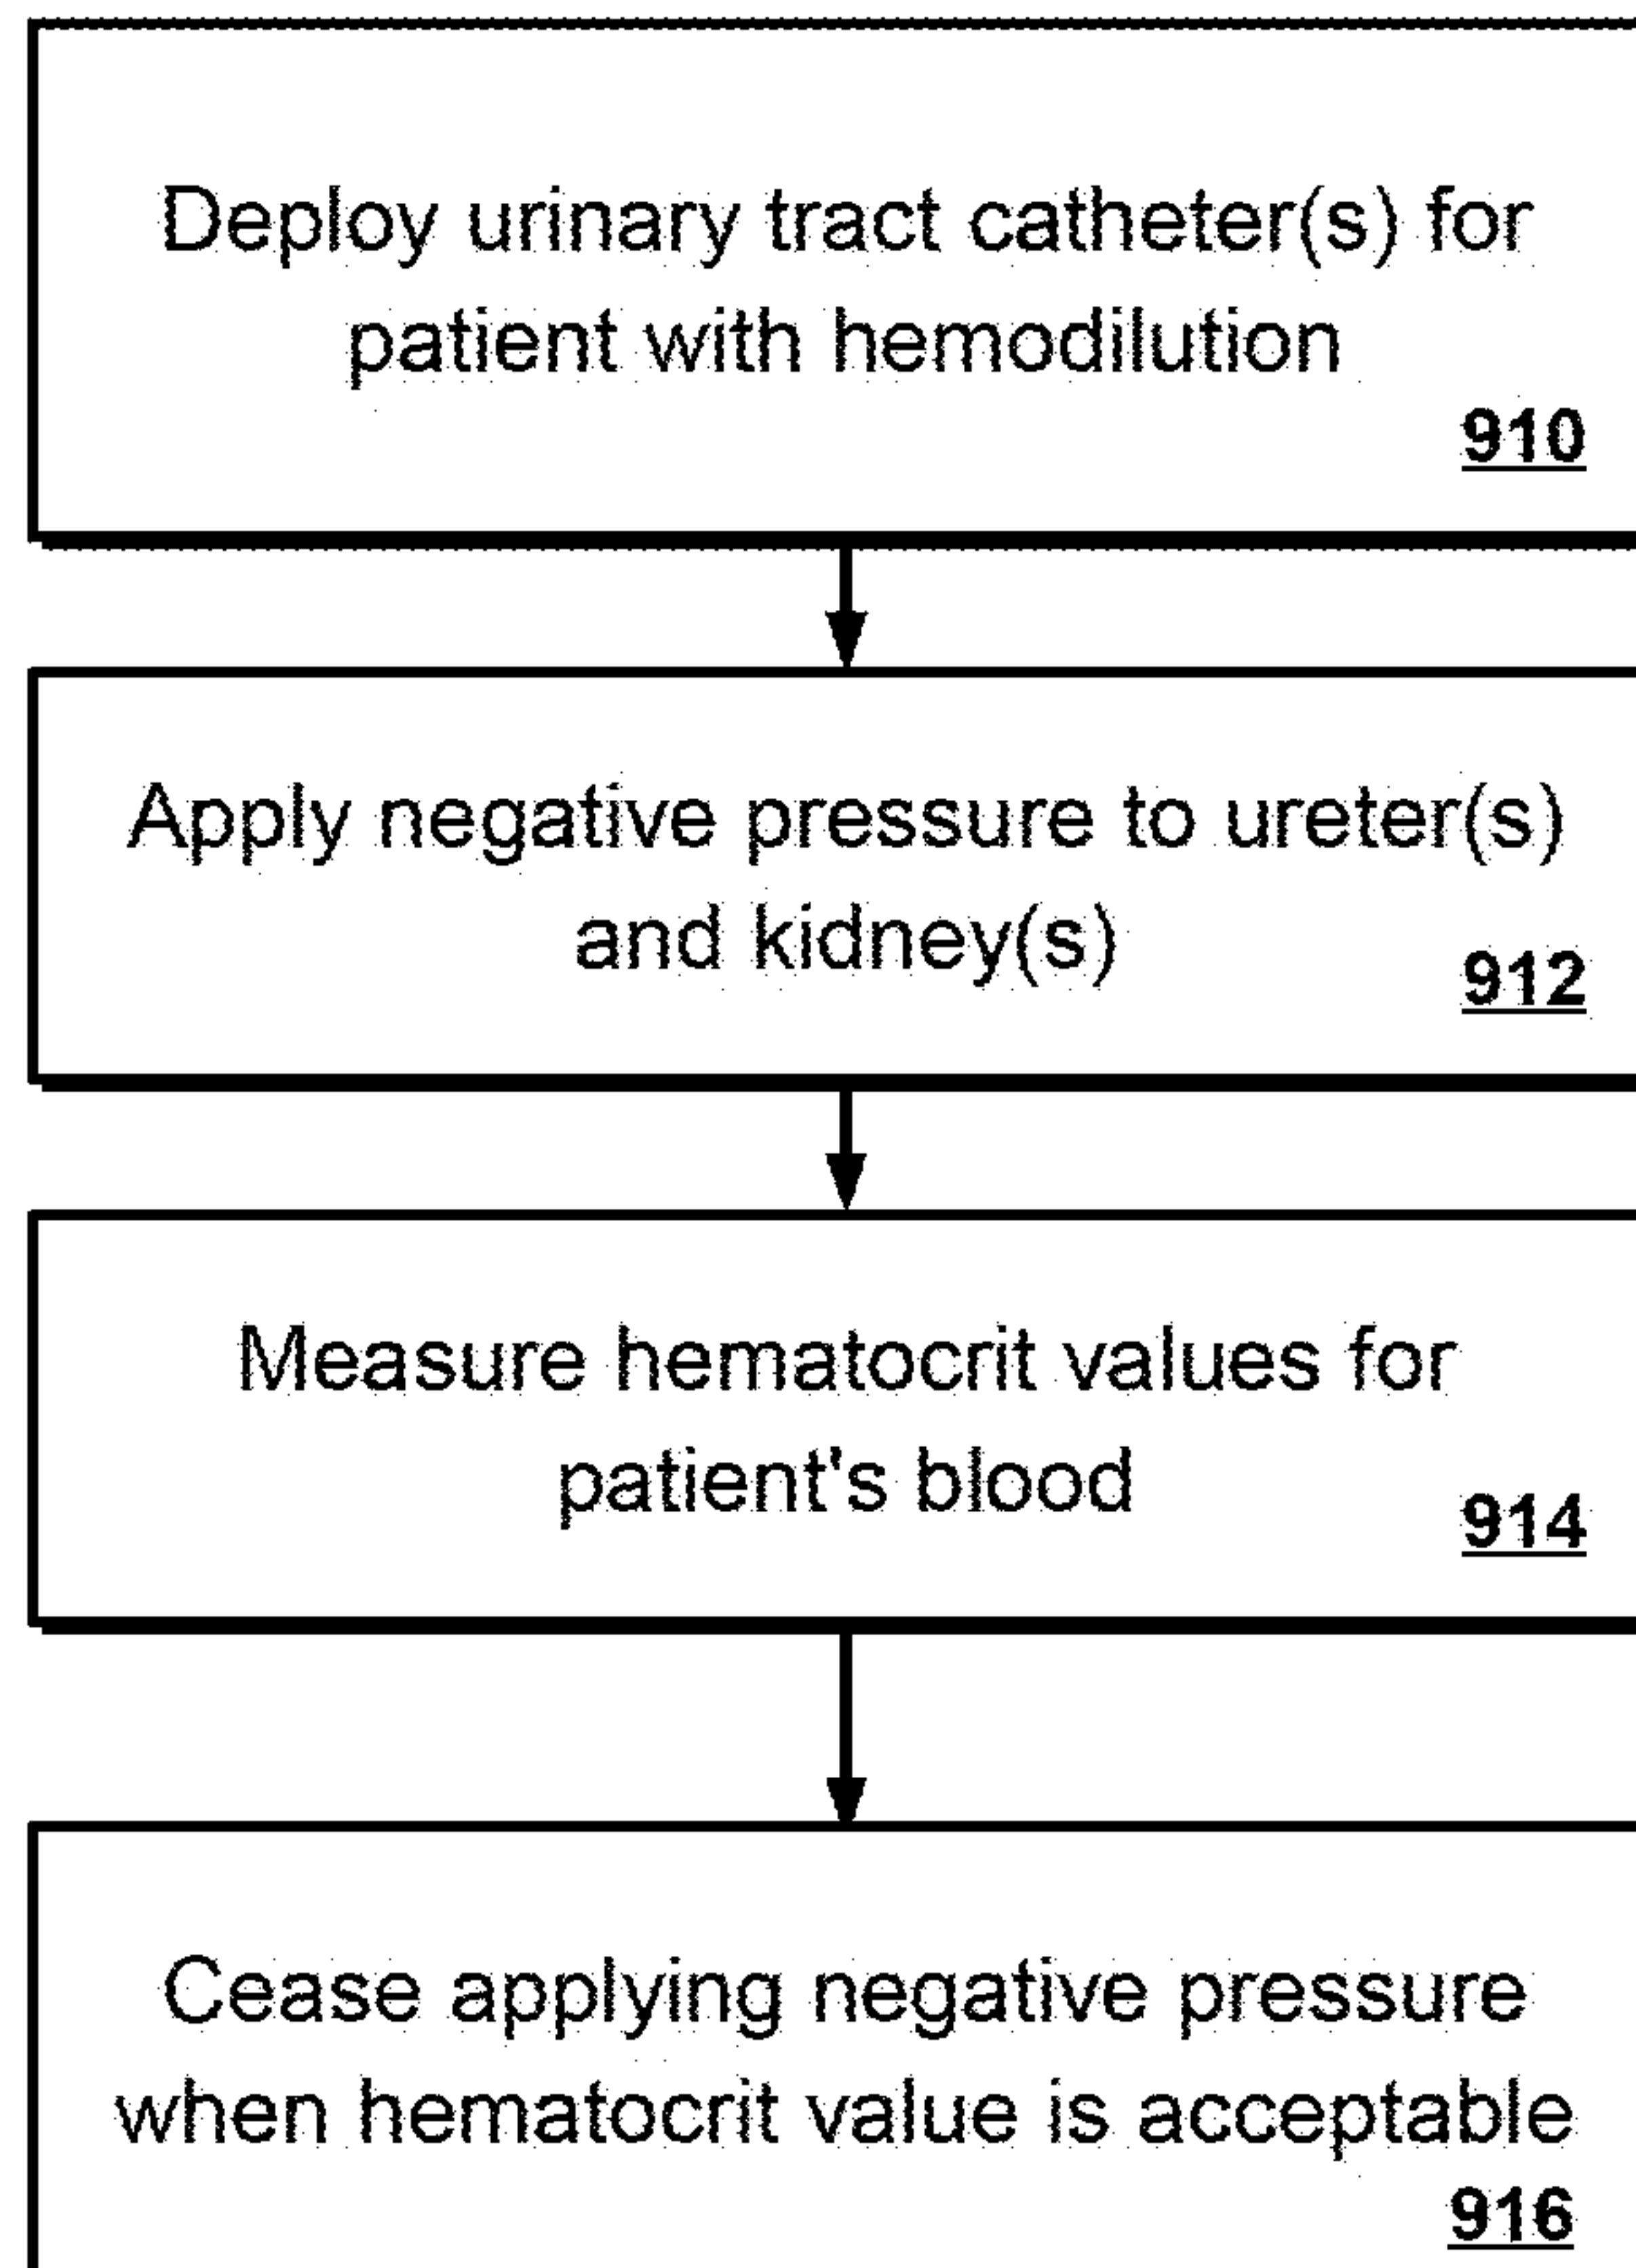 Deploy urinary tract catheter(s) for
patient with hemodilution
910
Apply negative pressure to ureter(s)
and kidney(s)
912
Measure hematocrit values for
patient's blood
914
Cease applying negative pressure
when hematocrit value is acceptable
916